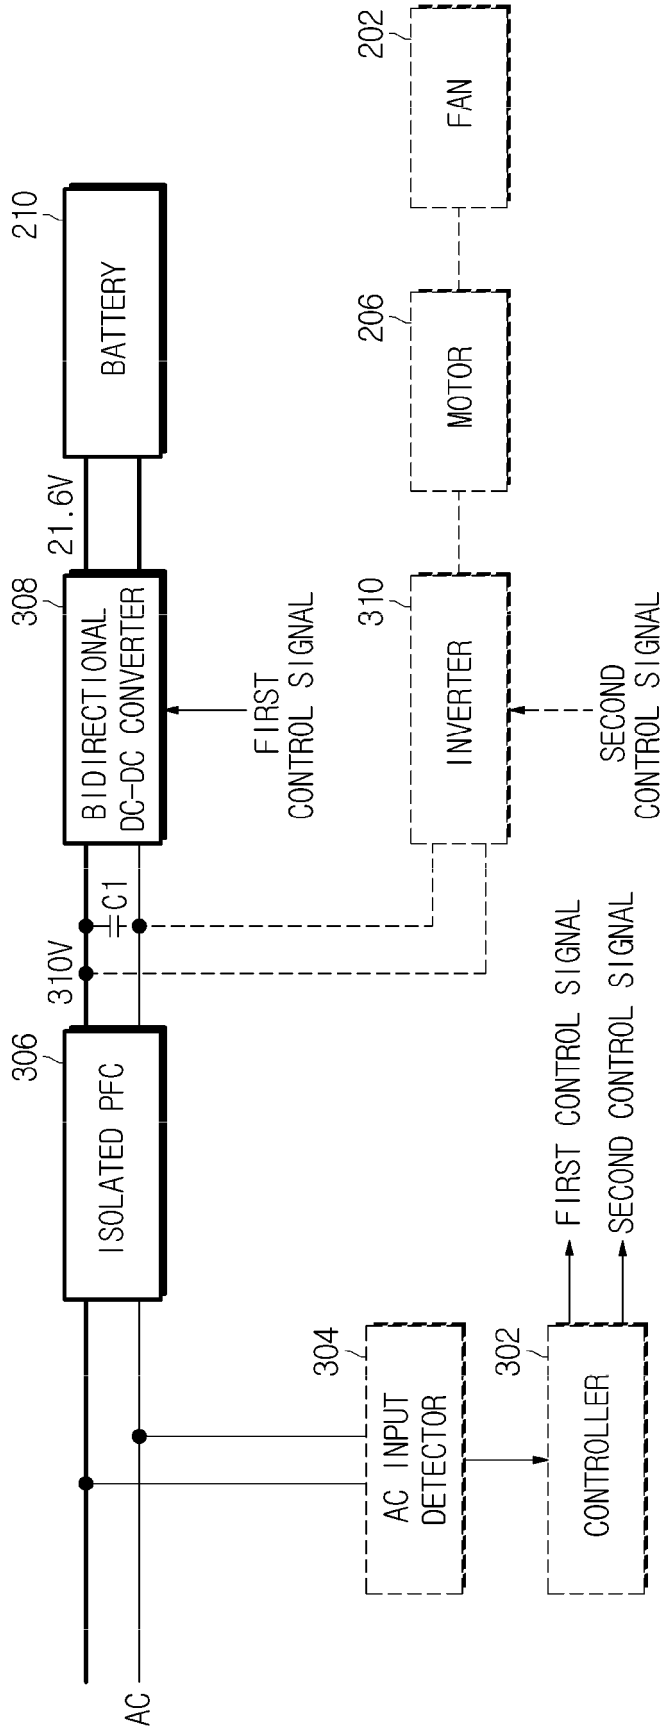 AC
306
ISOLATED PFC
310V
C1
308
BIDIRECTIONAL
DC-DC CONVERTER
21.6V
210
BATTERY
FIRST
CONTROL SIGNAL
304
AC INPUT
DETECTOR
302
CONTROLLER
FIRST CONTROL SIGNAL
SECOND CONTROL SIGNAL
310
INVERTER
SECOND
CONTROL SIGNAL
206
MOTOR
202
FAN